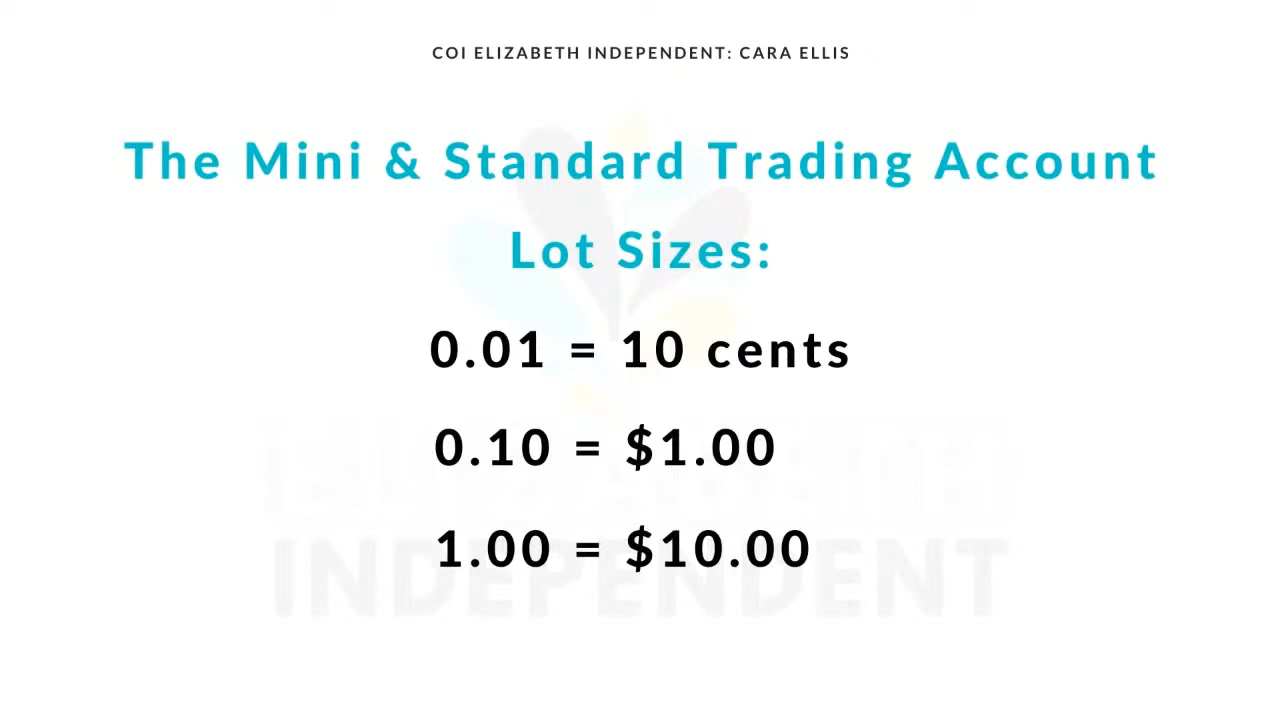 COI ELIZABETH INDEPENDENT: CARA ELLIS
The Mini & Standard Trading Account
Lot Sizes:
0.01 = 10 cents
0.10 = $1.00
1.00 = $10.00
ELIZABETH
INDEPENDENT